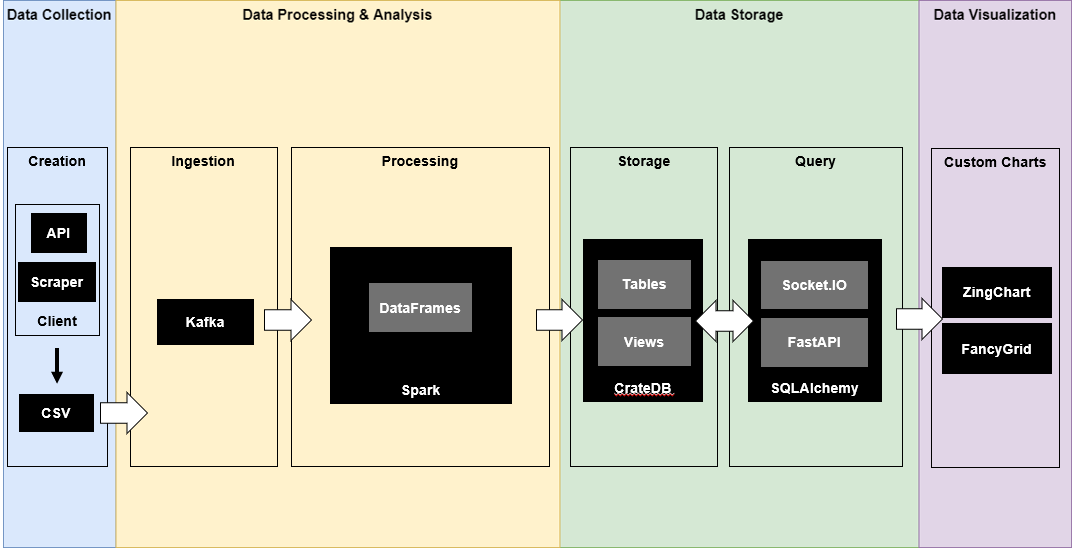 Data Collection
Data Processing & Analysis
Data Storage
Data Visualization
Creation
Ingestion
Processing
Storage
Query
Custom Charts
API
Scraper
Client
CSV
Kafka
DataFrames
Spark
Tables
Views
CrateDB
Socket.IO
FastAPI
SQLAlchemy
ZingChart
FancyGrid